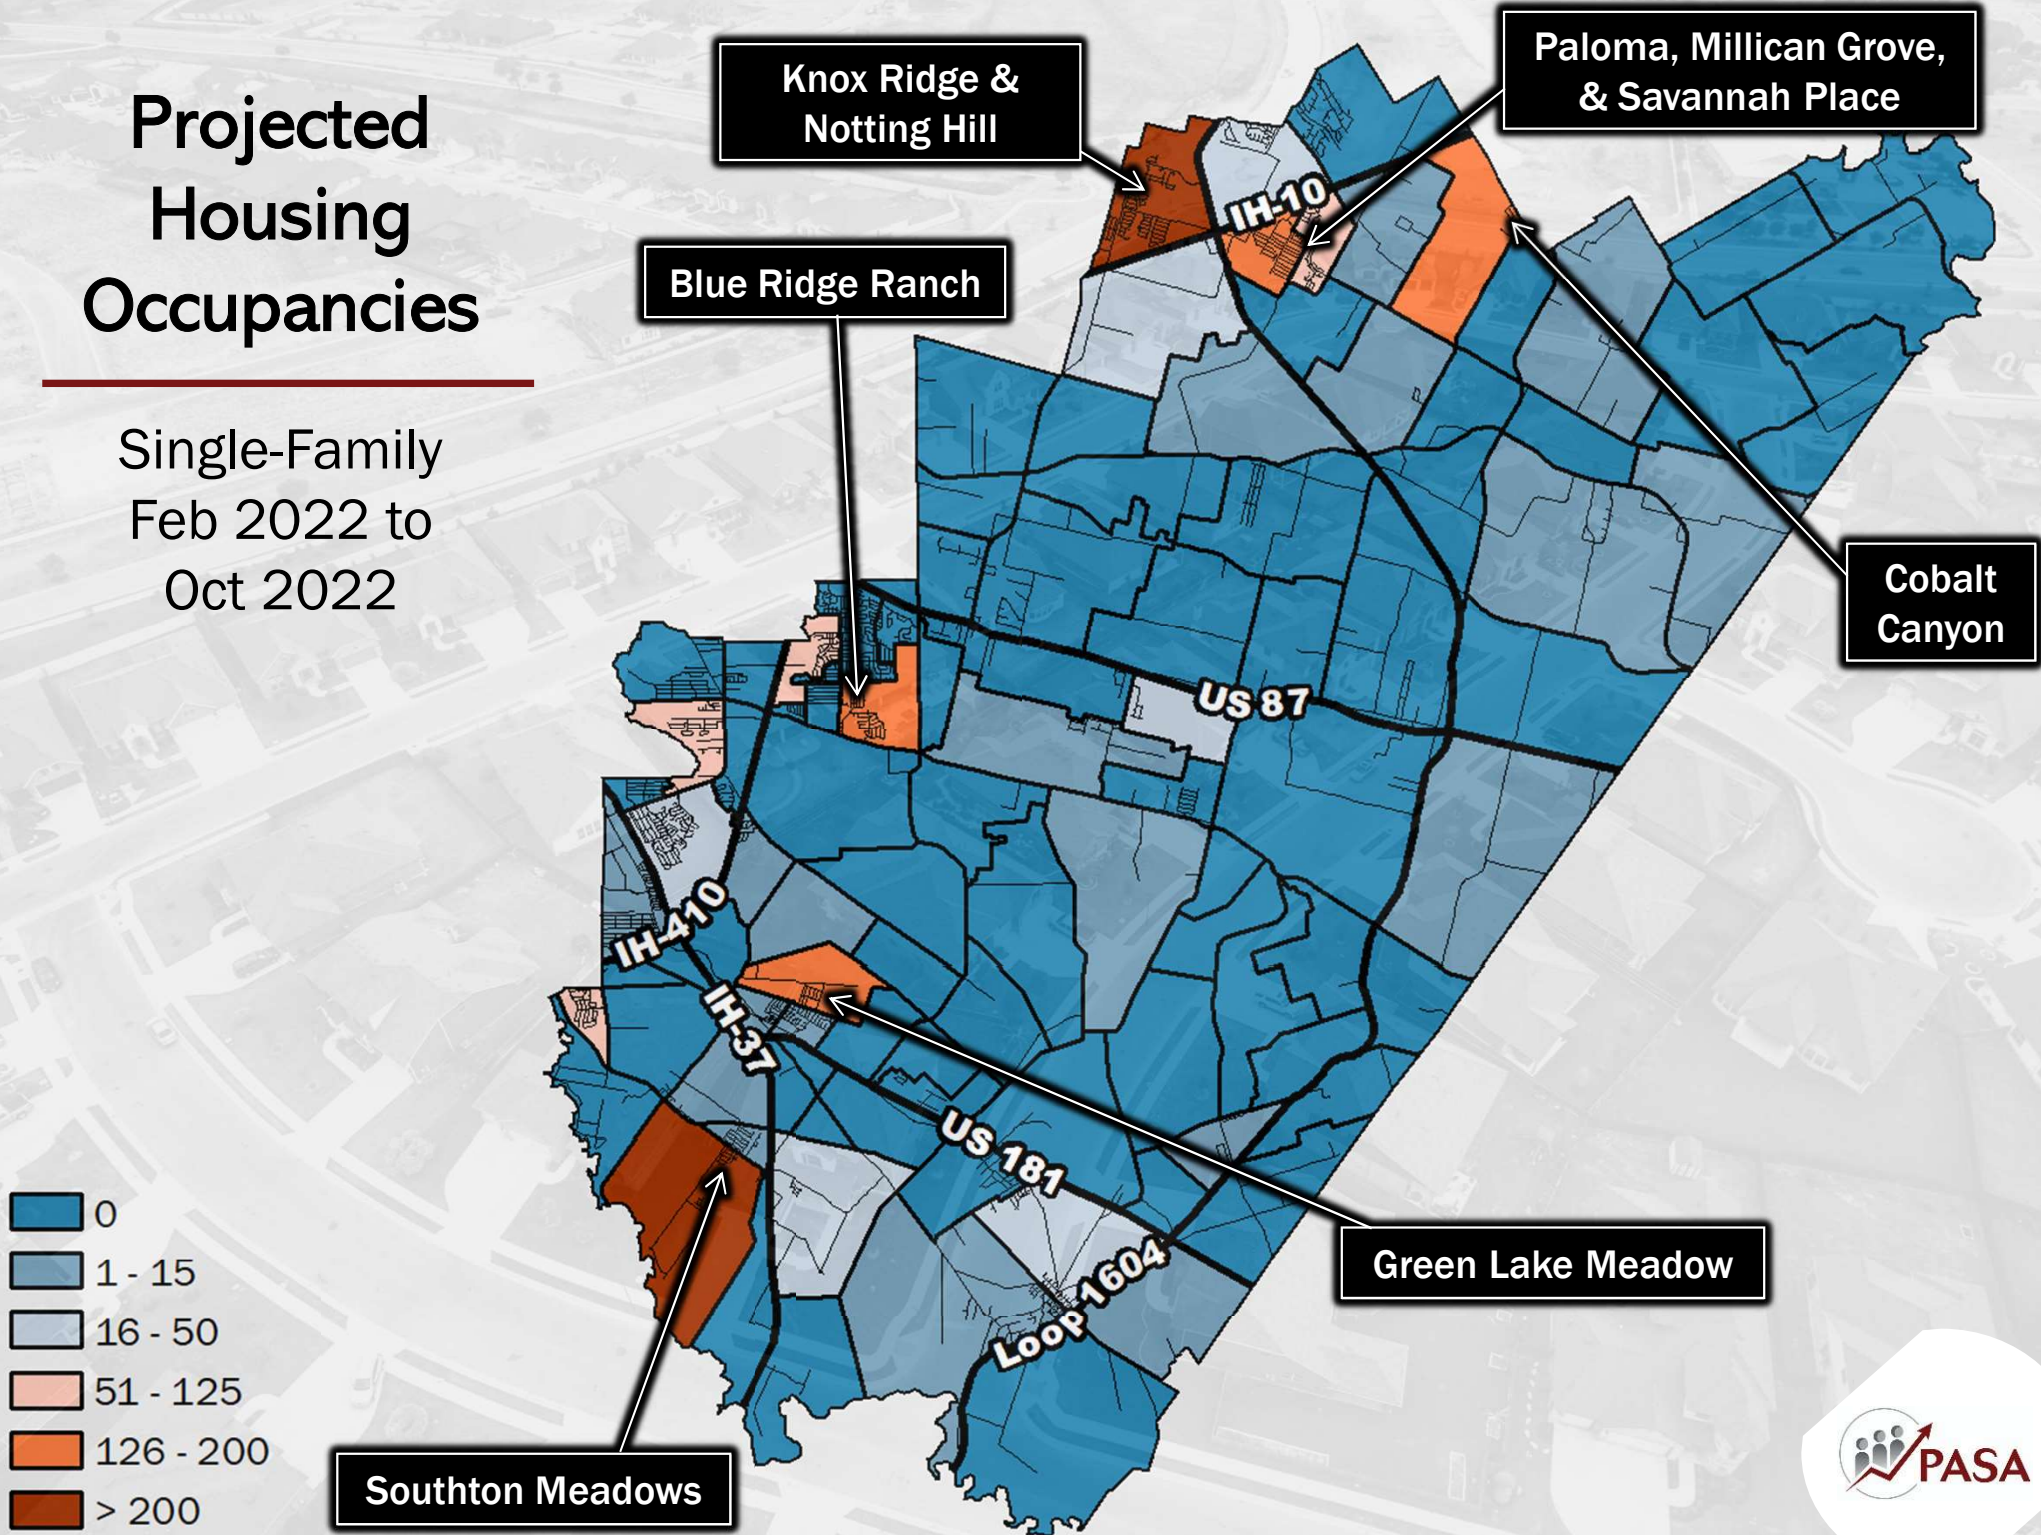 Projected
Housing
Occupancies
Single-Family
Feb 2022 to
Oct 2022
Knox Ridge &
Notting Hill
Paloma, Millican Grove,
& Savannah Place
Blue Ridge Ranch
Cobalt
Canyon
Green Lake Meadow
Southton Meadows
IH-10
US 87
IH-410
IH-37
US 181
Loop 1604
0
1 - 15
16 - 50
51 - 125
126 - 200
> 200
PASA